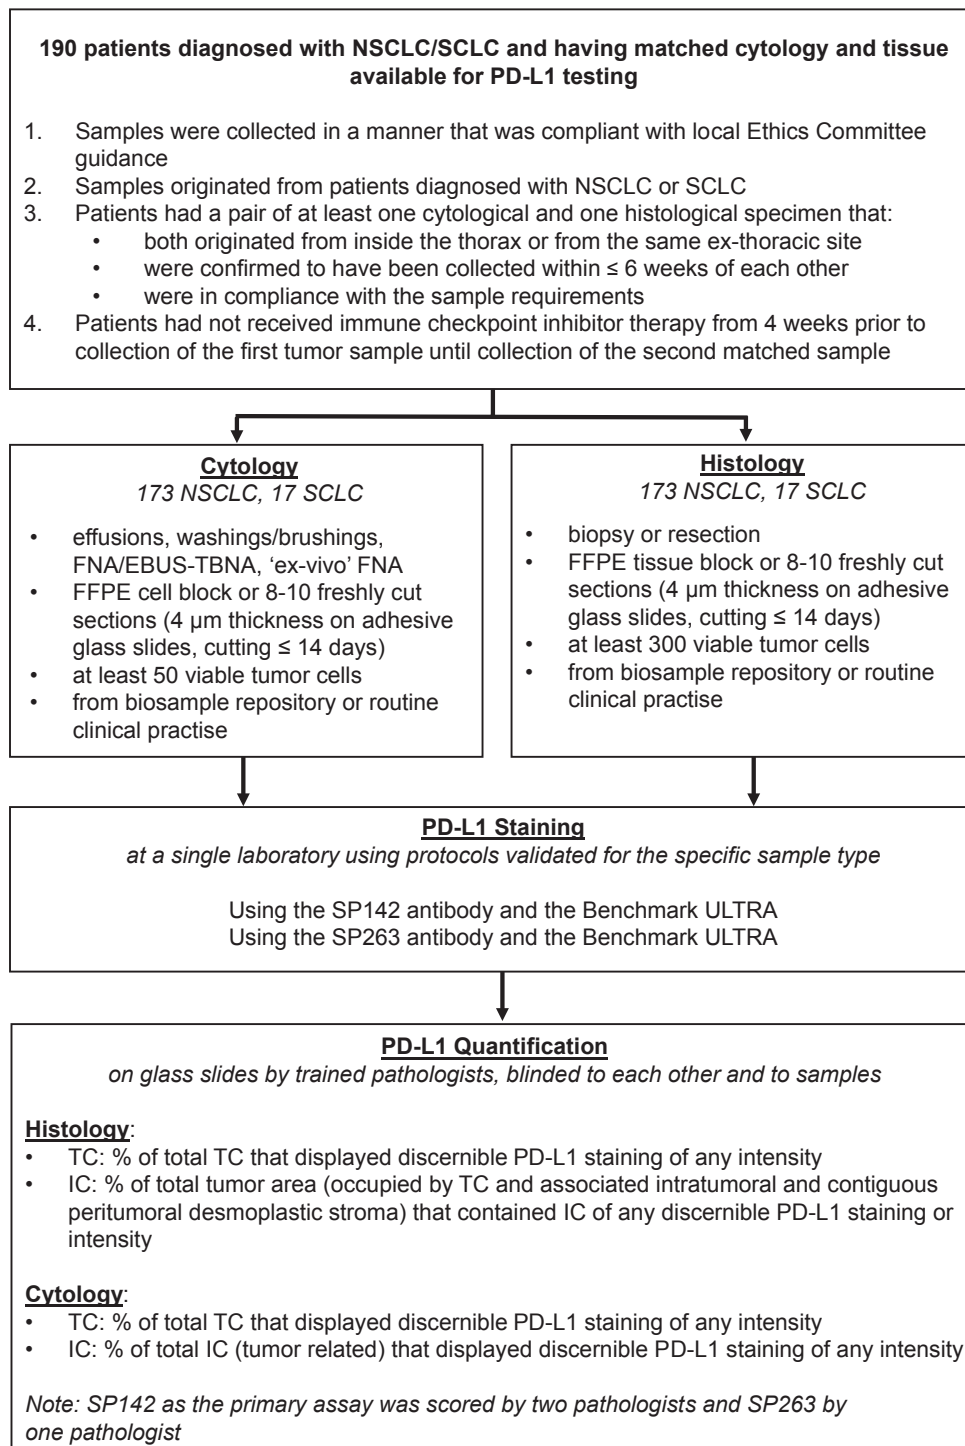 190 patients diagnosed with NSCLC/SCLC and having matched cytology and tissue
available for PD-L1 testing
1. Samples were collected in a manner that was compliant with local Ethics Committee
guidance
2. Samples originated from patients diagnosed with NSCLC or SCLC
3. Patients had a pair of at least one cytological and one histological specimen that:
• both originated from inside the thorax or from the same ex-thoracic site
• were confirmed to have been collected within ≤ 6 weeks of each other
• were in compliance with the sample requirements
4. Patients had not received immune checkpoint inhibitor therapy from 4 weeks prior to
collection of the first tumor sample until collection of the second matched sample
Cytology
173 NSCLC, 17 SCLC
• effusions, washings/brushings,
FNA/EBUS-TBNA, ‘ex-vivo’ FNA
• FFPE cell block or 8-10 freshly cut
sections (4 µm thickness on adhesive
glass slides, cutting ≤ 14 days)
• at least 50 viable tumor cells
• from biosample repository or routine
clinical practise
Histology
173 NSCLC, 17 SCLC
• biopsy or resection
• FFPE tissue block or 8-10 freshly cut
sections (4 µm thickness on adhesive
glass slides, cutting ≤ 14 days)
• at least 300 viable tumor cells
• from biosample repository or routine
clinical practise
PD-L1 Staining
at a single laboratory using protocols validated for the specific sample type
Using the SP142 antibody and the Benchmark ULTRA
Using the SP263 antibody and the Benchmark ULTRA
PD-L1 Quantification
on glass slides by trained pathologists, blinded to each other and to samples
Histology:
• TC: % of total TC that displayed discernible PD-L1 staining of any intensity
• IC: % of total tumor area (occupied by TC and associated intratumoral and contiguous
peritumoral desmoplastic stroma) that contained IC of any discernible PD-L1 staining or
intensity
Cytology:
• TC: % of total TC that displayed discernible PD-L1 staining of any intensity
• IC: % of total IC (tumor related) that displayed discernible PD-L1 staining of any intensity
Note: SP142 as the primary assay was scored by two pathologists and SP263 by
one pathologist